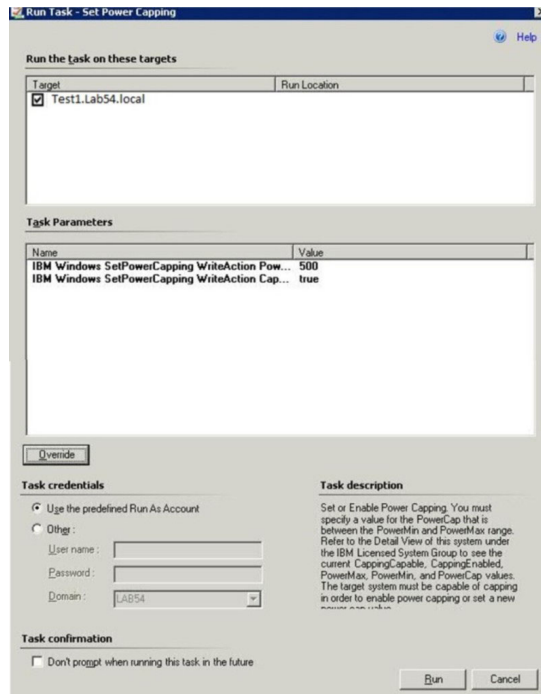 Run Task - Set Power Capping
Help
Run the task on these targets
Target Run Location
Test1.Lab54.local
Task Parameters
Name Value
IBM Windows SetPowerCapping WriteAction Pow... 500
IBM Windows SetPowerCapping WriteAction Cap... true
Override
Task credentials
Use the predefined Run As Account
Other :
User name :
Password :
Domain : LAB54
Task description
Set or Enable Power Capping. You must
specify a value for the PowerCap that is
between the PowerMin and PowerMax range.
Refer to the Detail View of this system under
the IBM Licensed System Group to see the
current CappingCapable, CappingEnabled,
PowerMax, PowerMin, and PowerCap values.
The target system must be capable of capping
in order to enable power capping or set a new
power cap value
Task confirmation
Don't prompt when running this task in the future
Run Cancel